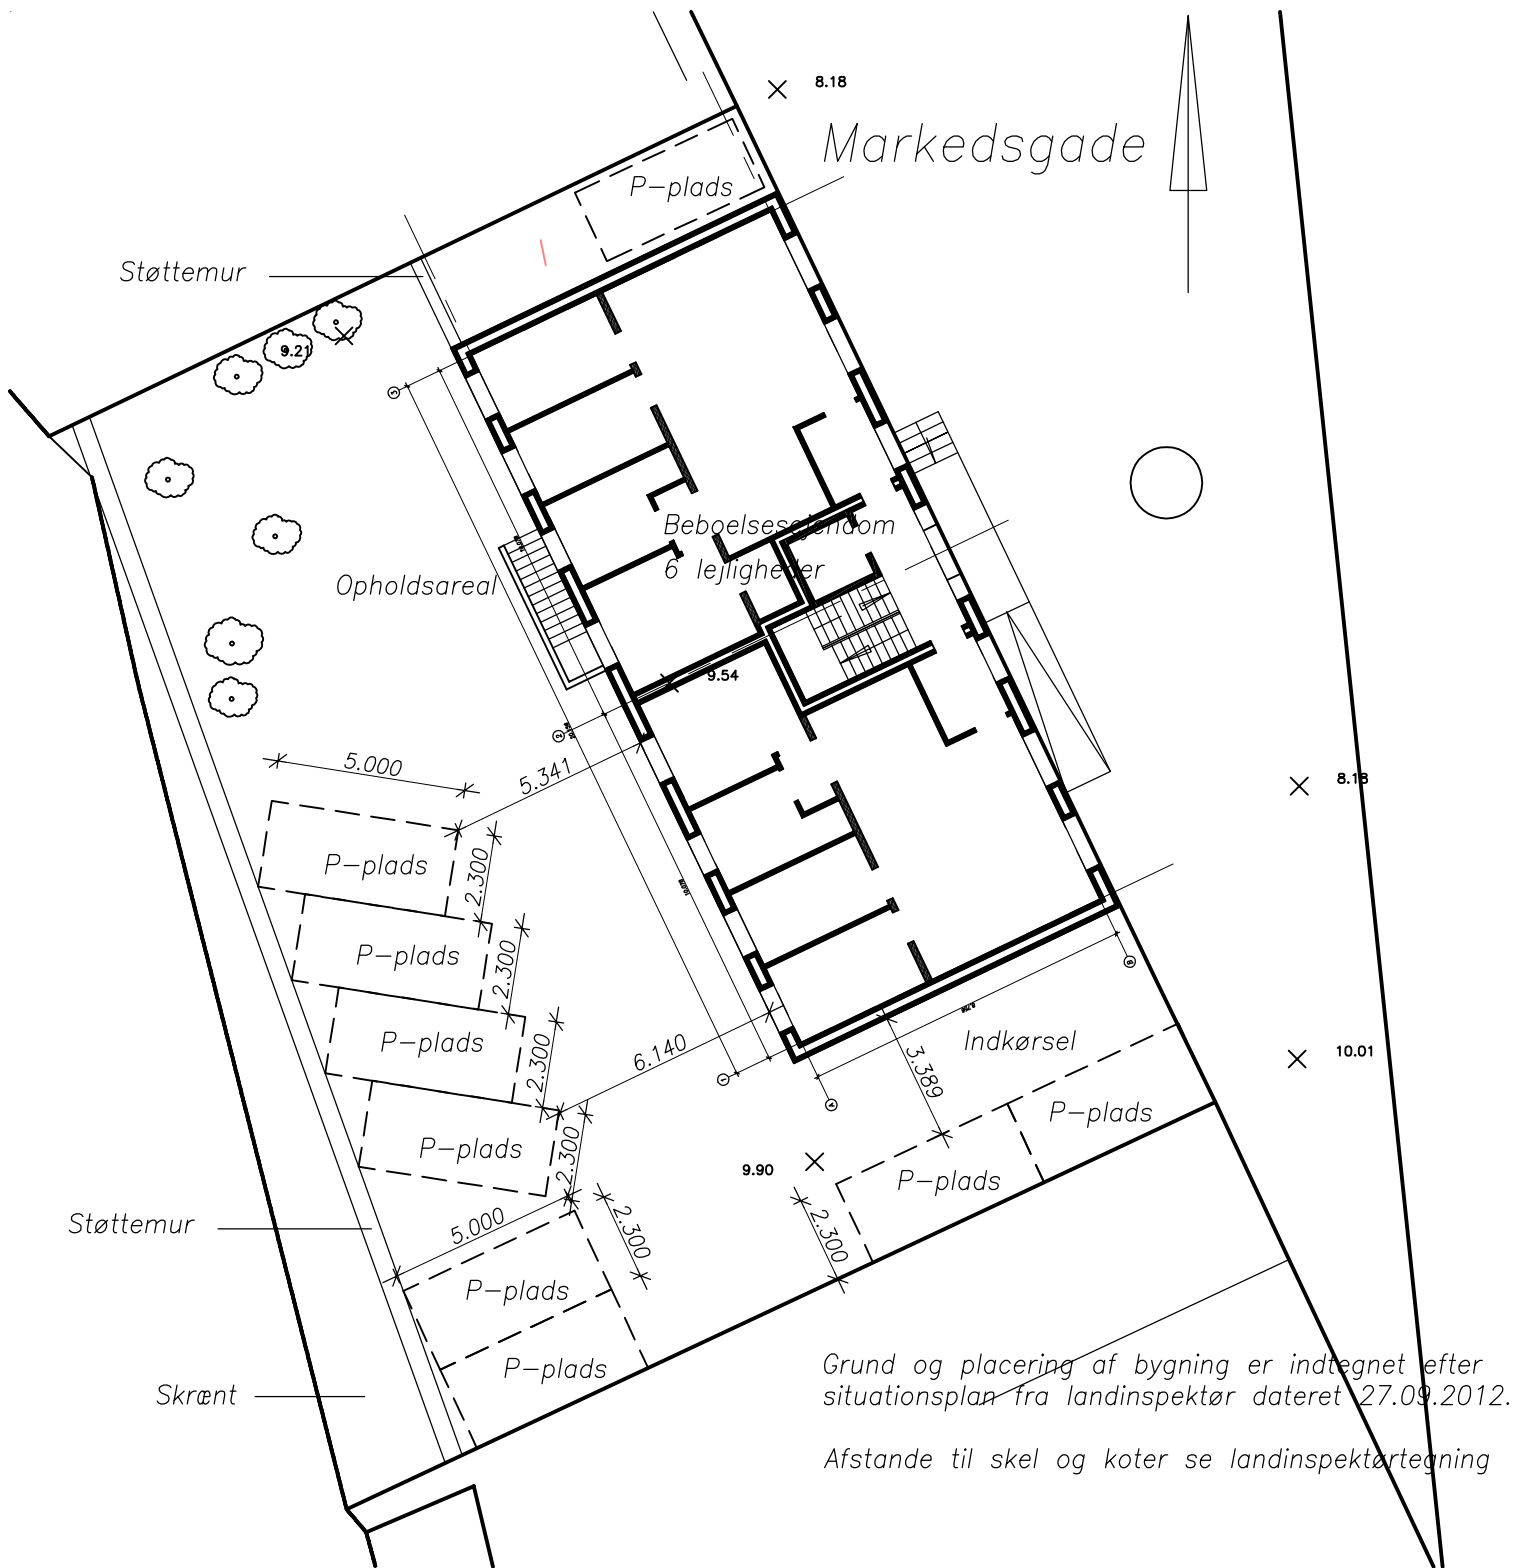 8.18
Markedsgade
P-plads
Støttemur
9.21
3
Beboelsesejendom
6 lejligheder
Opholdsareal
9.54
2
5.000
5.341
8.18
P-plads
2.300
P-plads
2.300
P-plads
2.300
P-plads
2.300
6.140
1
A
B
3.389
Indkørsel
10.01
P-plads
P-plads
9.90
2.300
Støttemur
5.000
2.300
P-plads
P-plads
Skrænt
Grund og placering af bygning er indtegnet efter
situationsplan fra landinspektør dateret 27.09.2012.
Afstande til skel og koter se landinspektørtegning